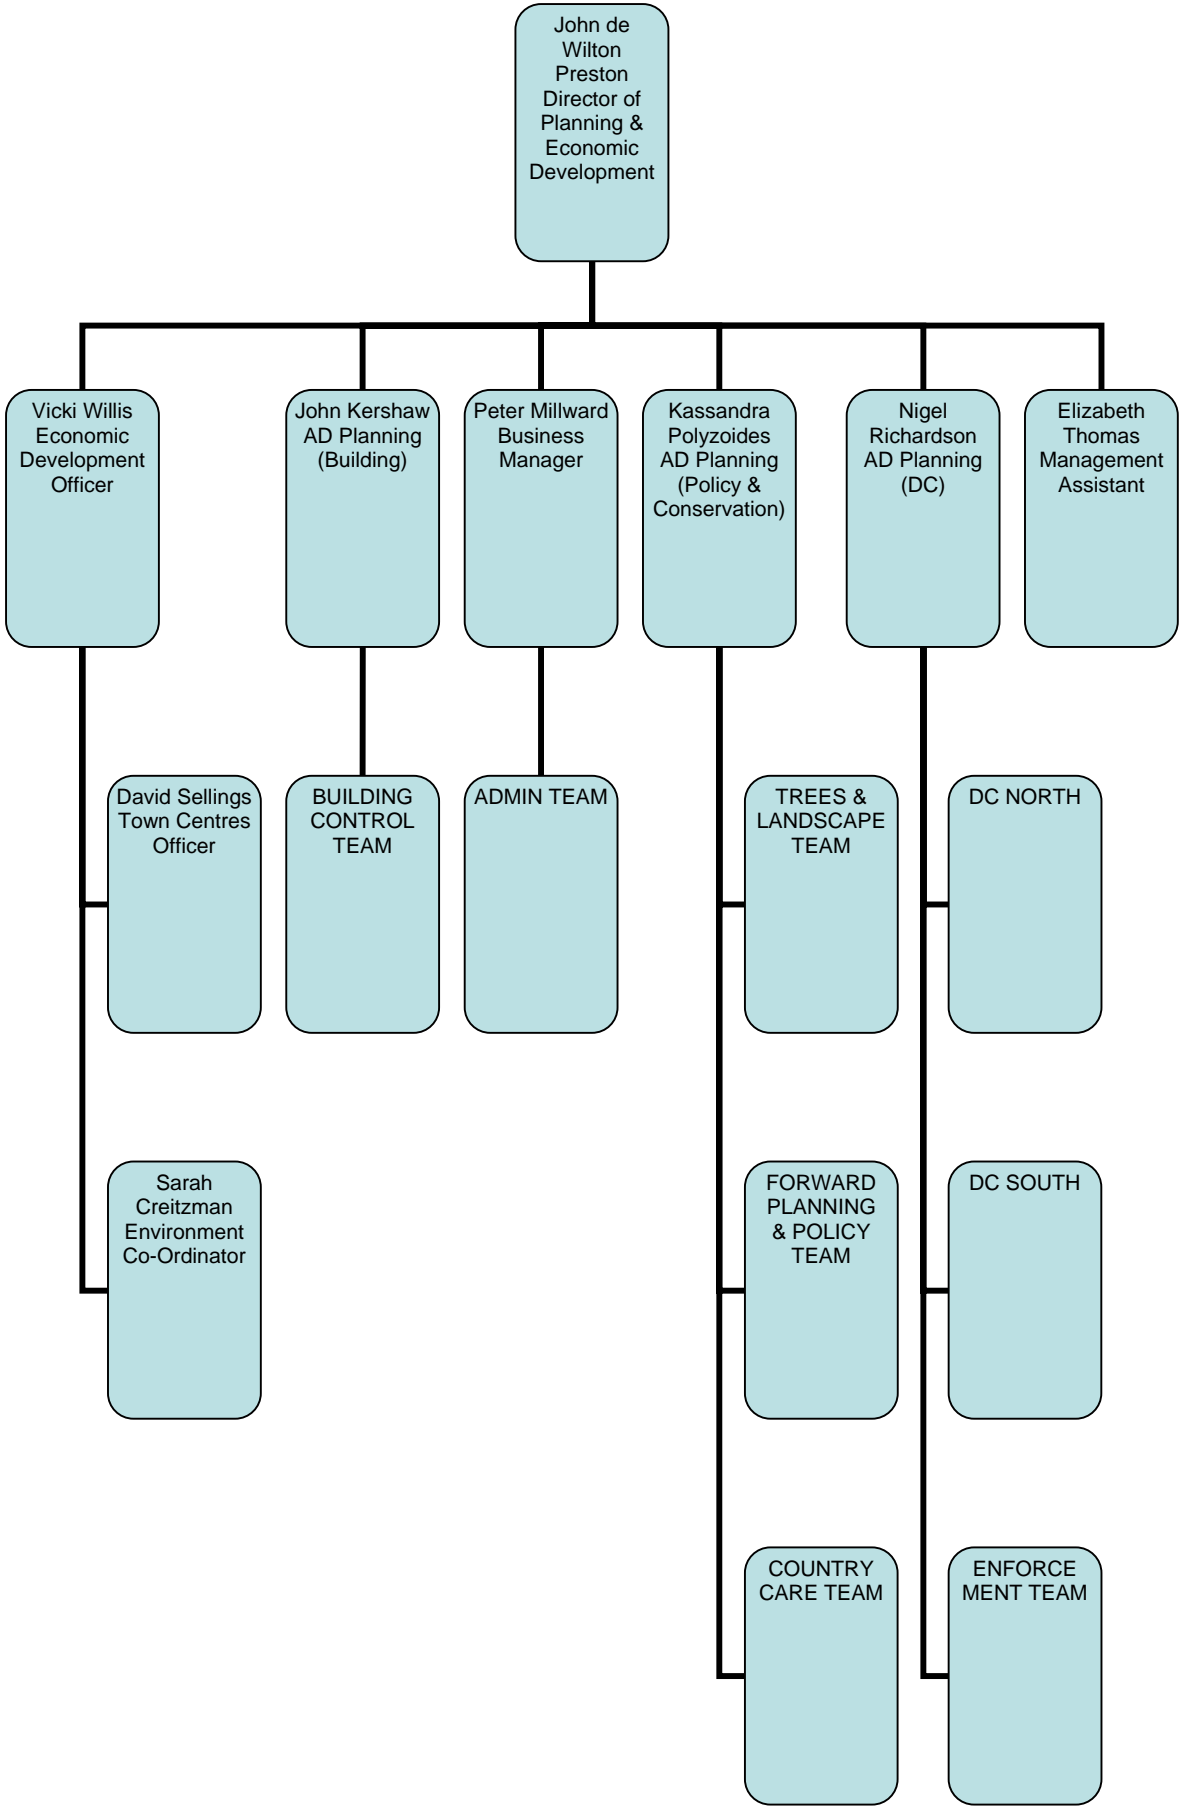 John de
Wilton
Preston
Director of
Planning &
Economic
Development
Vicki Willis
Economic
Development
Officer
John Kershaw
AD Planning
(Building)
Peter Millward
Business
Manager
Kassandra
Polyzoides
AD Planning
(Policy &
Conservation)
Nigel
Richardson
AD Planning
(DC)
Elizabeth
Thomas
Management
Assistant
David Sellings
Town Centres
Officer
BUILDING
CONTROL
TEAM
ADMIN TEAM
TREES &
LANDSCAPE
TEAM
DC NORTH
Sarah
Creitzman
Environment
Co-Ordinator
FORWARD
PLANNING
& POLICY
TEAM
DC SOUTH
COUNTRY
CARE TEAM
ENFORCE
MENT TEAM